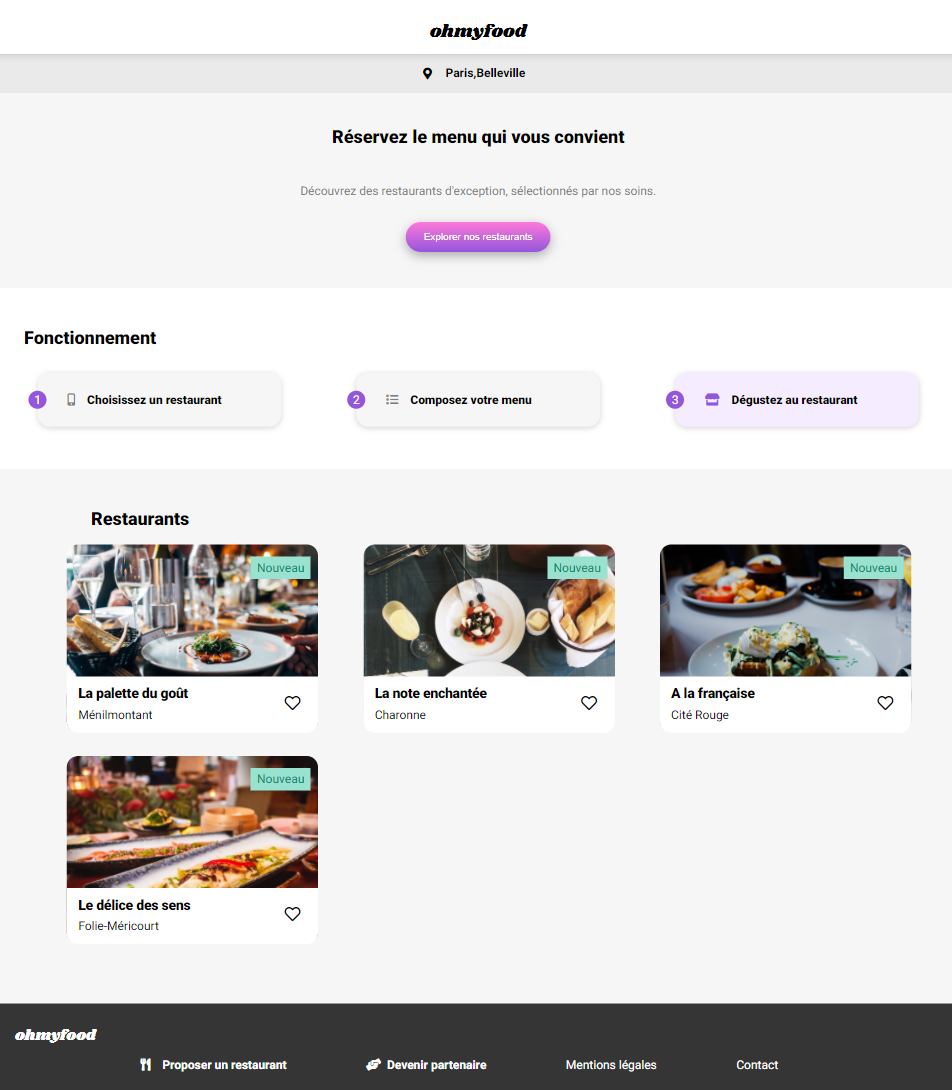 ohmyfood
Paris,Belleville
Réservez le menu qui vous convient
Découvrez des restaurants d'exception, sélectionnés par nos soins.
Explorer nos restaurants
Fonctionnement
1 Choisissez un restaurant
2 Composez votre menu
3 Dégustez au restaurant
Restaurants
Nouveau
La palette du goût
Ménilmontant
Nouveau
La note enchantée
Charonne
Nouveau
A la française
Cité Rouge
Nouveau
Le délice des sens
Folie-Méricourt
ohmyfood
Proposer un restaurant
Devenir partenaire
Mentions légales
Contact